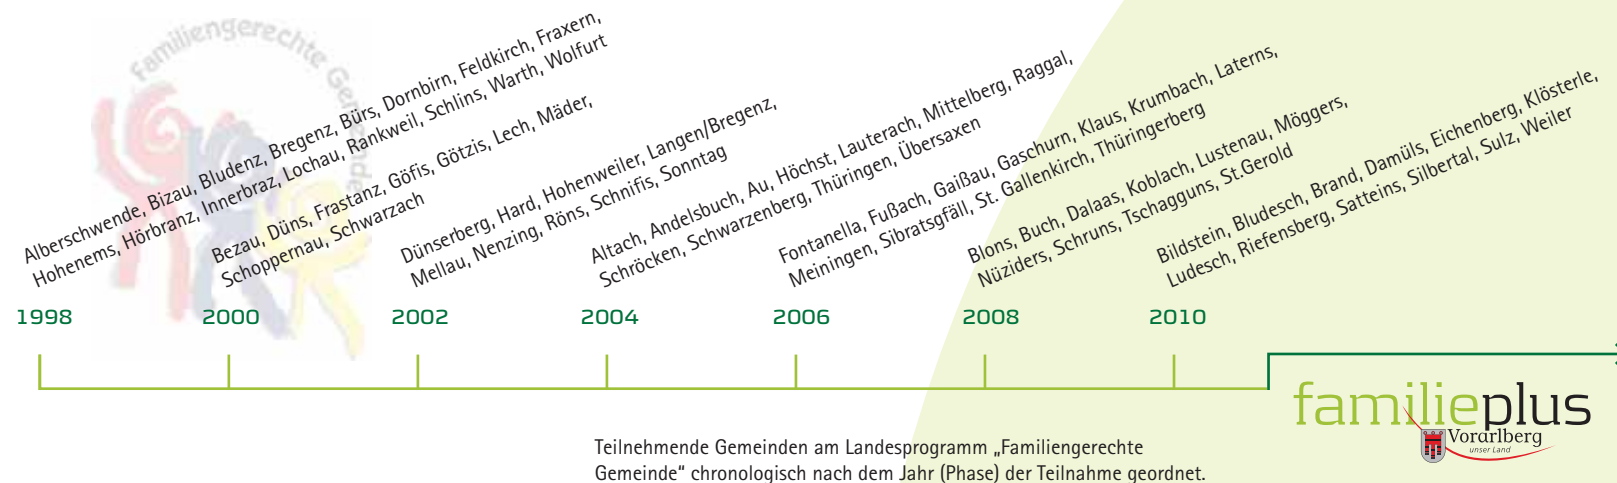 Familiengerechte Gemeinde
Alberschwende, Bizau, Bludenz, Bregenz, Bürs, Dornbirn, Feldkirch, Fraxern,
Hohenems, Hörbranz, Innerbraz, Lochau, Rankweil, Schlins, Warth, Wolfurt
Bezau, Düns, Frastanz, Göfis, Götzis, Lech, Mäder,
Schoppernau, Schwarzach
Dünserberg, Hard, Hohenweiler, Langen/Bregenz,
Mellau, Nenzing, Röns, Schnifis, Sonntag
Altach, Andelsbuch, Au, Höchst, Lauterach, Mittelberg, Raggal,
Schröcken, Schwarzenberg, Thüringen, Übersaxen
Fontanella, Fußach, Gaißau, Gaschurn, Klaus, Krumbach, Laterns,
Meiningen, Sibratsgfäll, St. Gallenkirch, Thüringerberg
Blons, Buch, Dalaas, Koblach, Lustenau, Möggers,
Nüziders, Schruns, Tschagguns, St.Gerold
Bildstein, Bludesch, Brand, Damüls, Eichenberg, Klösterle,
Ludesch, Riefensberg, Satteins, Silbertal, Sulz, Weiler
1998
2000
2002
2004
2006
2008
2010
familieplus
Vorarlberg
unser Land
Teilnehmende Gemeinden am Landesprogramm „Familiengerechte
Gemeinde“ chronologisch nach dem Jahr (Phase) der Teilnahme geordnet.